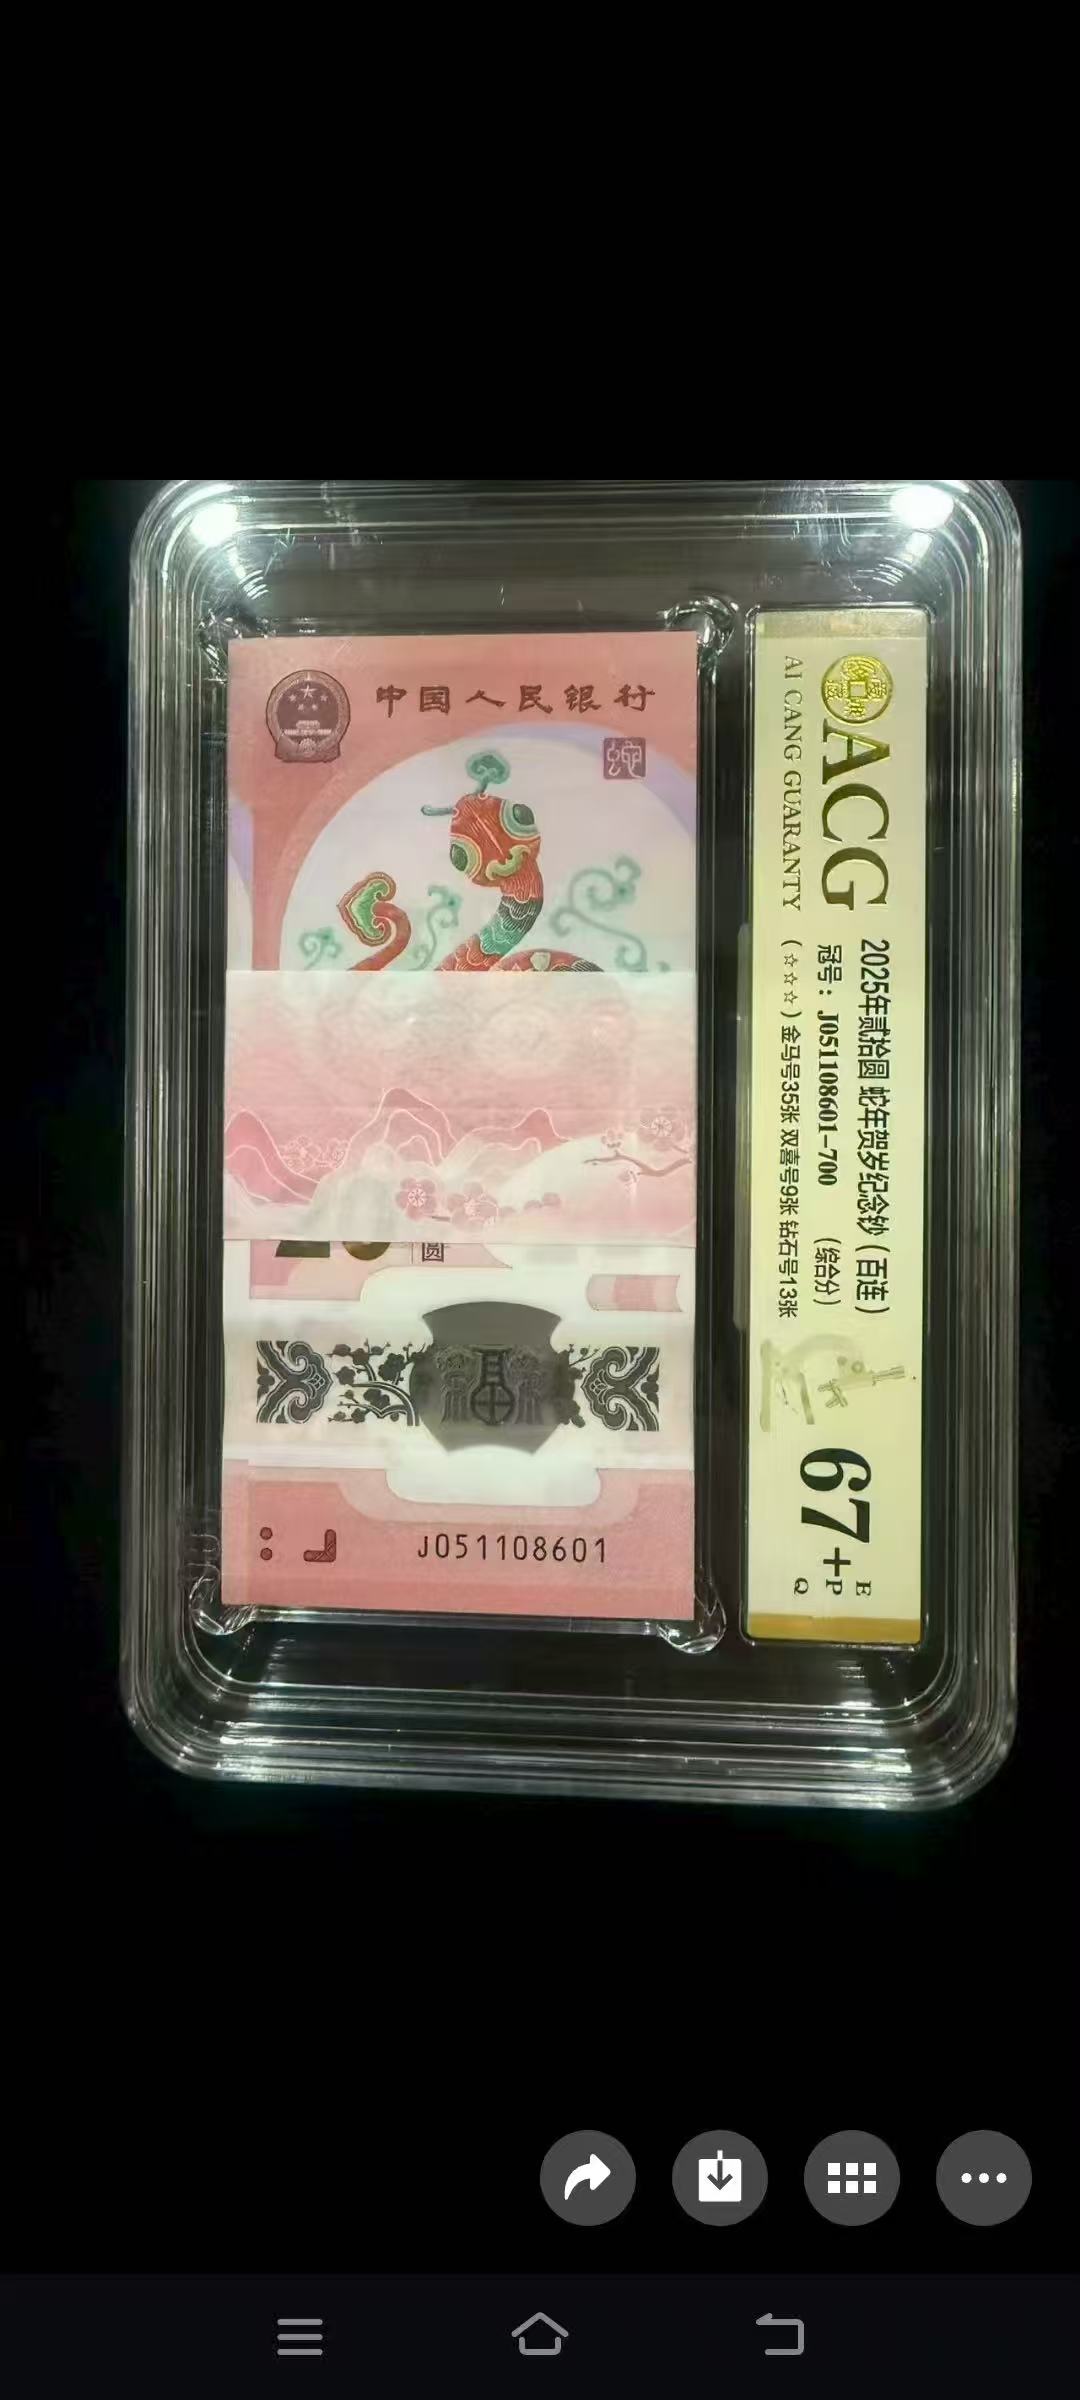 中国人民银行
蛇
圆
J051108601
ACG
AI CANG GUARANTY
2025年贰拾圆 蛇年贺岁纪念钞（百连）
冠号：J051108601-700 （综合分）
（☆☆☆）金马号35张 双喜号9张 钻石号13张
67+
E
P
Q